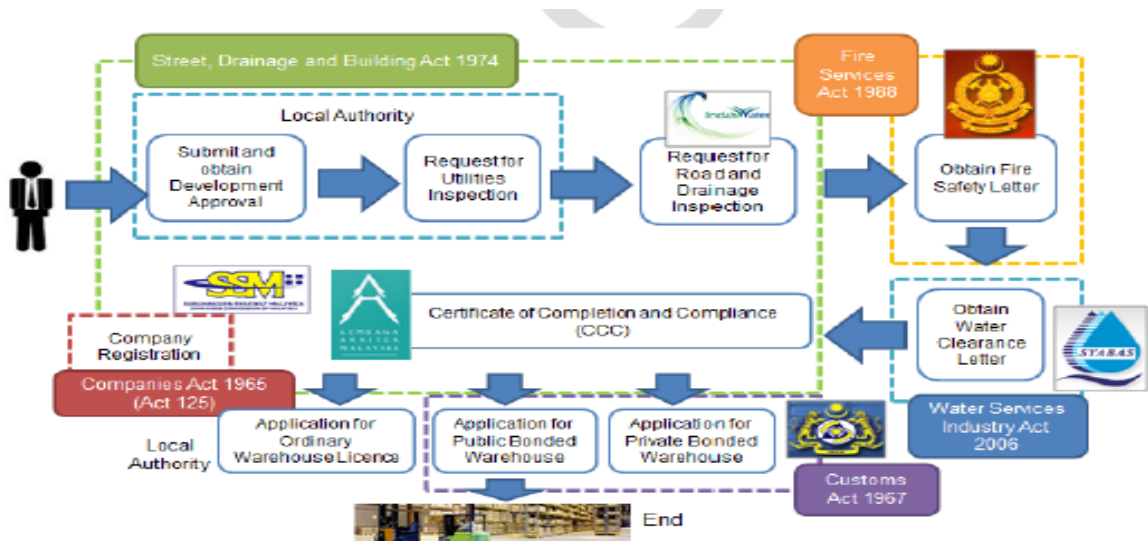 Street, Drainage and Building Act 1974
Fire
Services
Act 1988
Local Authority
Submit and
obtain
Development
Approval
Request for
Utilities
Inspection
Request for
Road and
Drainage
Inspection
Obtain Fire
Safety Letter
SSM
LEMBAGA
ARKITEK
MALAYSIA
Certificate of Completion and Compliance
(CCC)
Obtain
Water
Clearance
Letter
SYABAS
Company
Registration
Companies Act 1965
(Act 125)
Water Services
Industry Act
2006
Local
Authority
Application for
Ordinary
Warehouse Licence
Application for
Public Bonded
Warehouse
Application for
Private Bonded
Warehouse
Customs
Act 1967
End